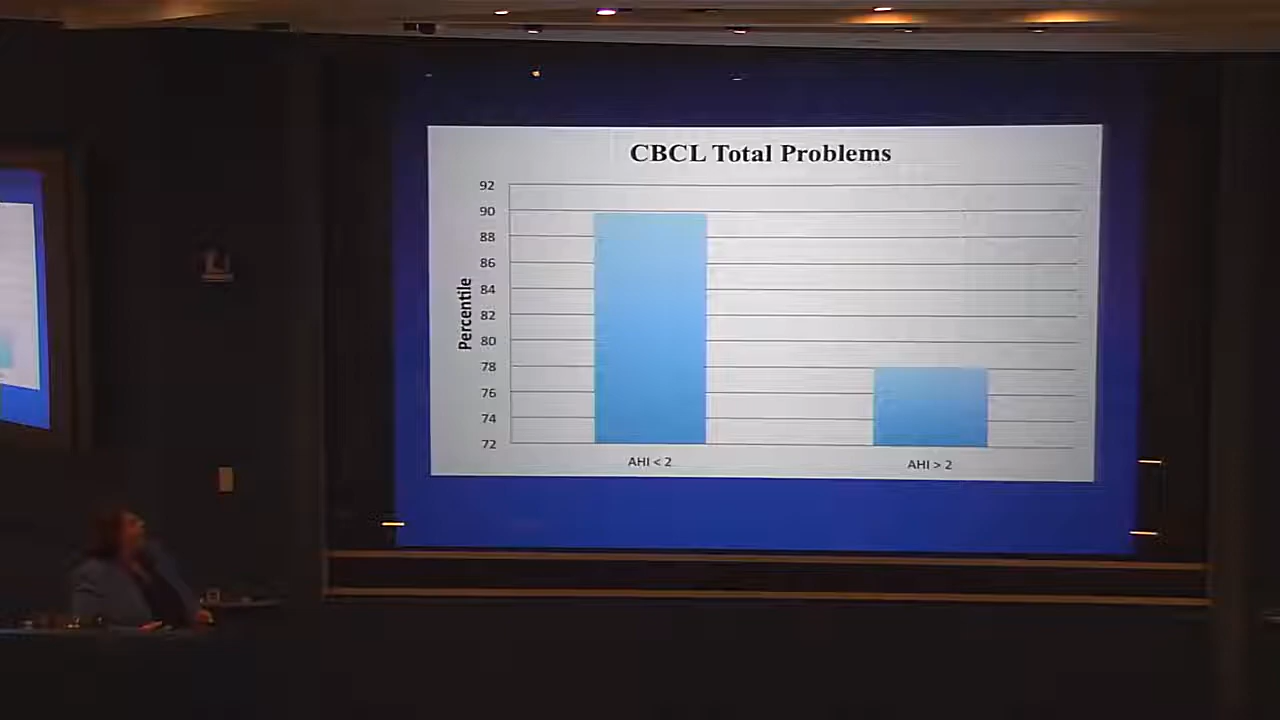 CBCL Total Problems
92
90
88
86
84
82
80
78
76
74
72
Percentile
AHI < 2
AHI > 2